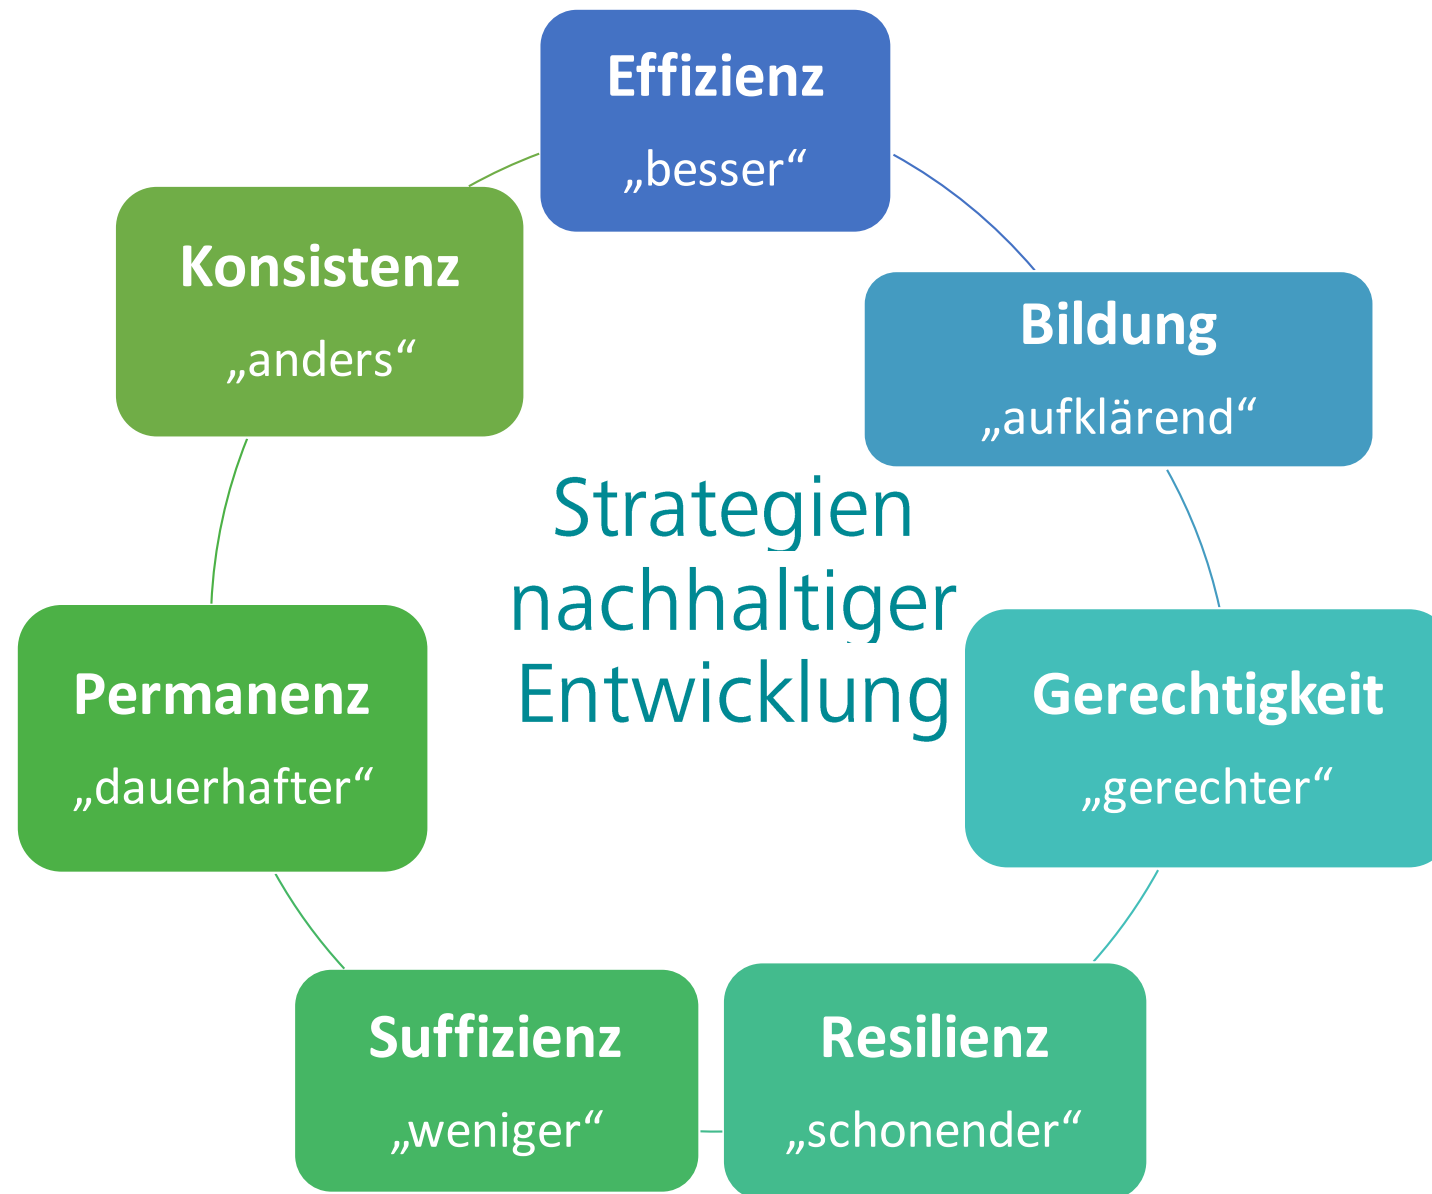 Effizienz
„besser“
Bildung
„aufklärend“
Gerechtigkeit
„gerechter“
Resilienz
„schonender“
Suffizienz
„weniger“
Permanenz
„dauerhafter“
Konsistenz
„anders“
Strategien
nachhaltiger
Entwicklung